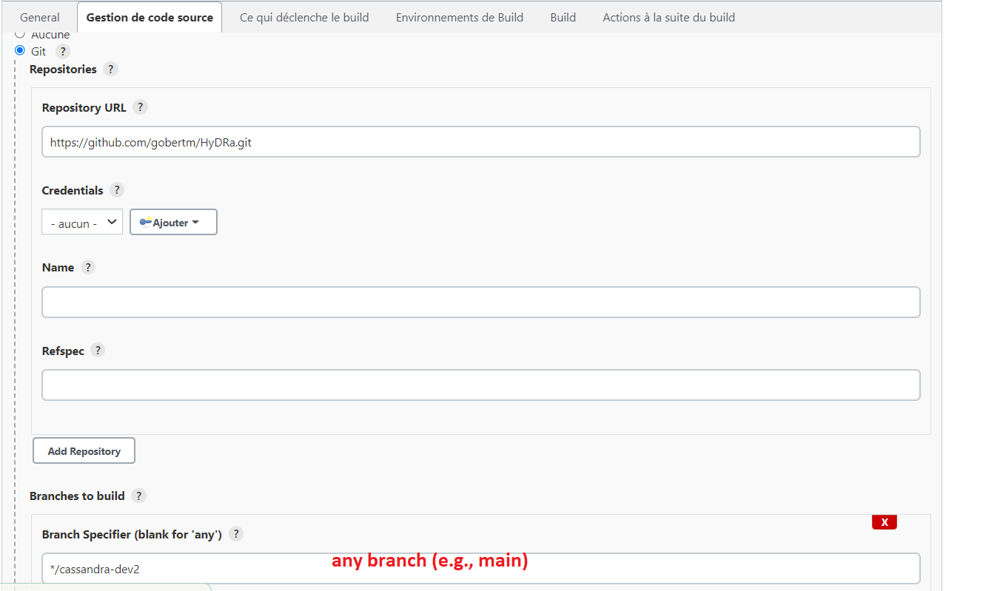 General Gestion de code source Ce qui déclenche le build Environnements de Build Build Actions à la suite du build
Aucune
Git ?
Repositories ?
Repository URL ?
https://github.com/gobertm/HyDRa.git
Credentials ?
- aucun - Ajouter
Name ?
Refspec ?
Add Repository
Branches to build ?
X
Branch Specifier (blank for 'any') ?
any branch (e.g., main)
*/cassandra-dev2